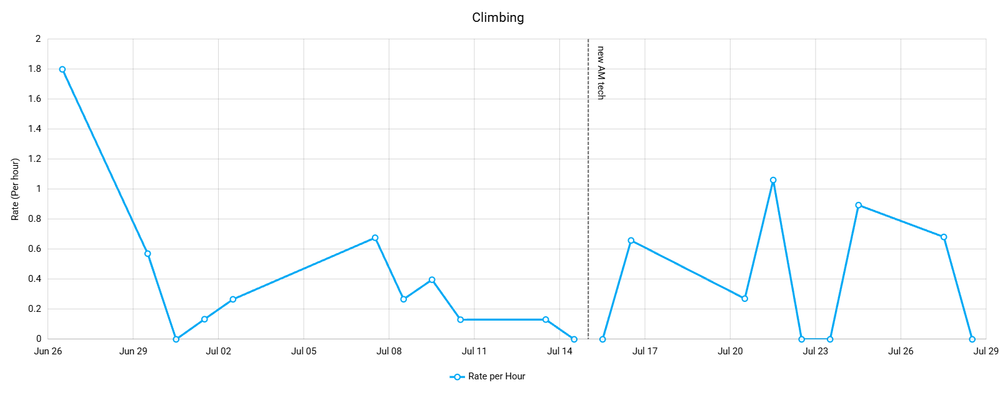 Climbing
2
1.8
1.6
1.4
1.2
1
0.8
0.6
0.4
0.2
0
Rate (Per hour)
new AM tech
Jun 26 Jun 29 Jul 02 Jul 05 Jul 08 Jul 11 Jul 14 Jul 17 Jul 20 Jul 23 Jul 26 Jul 29
Rate per Hour